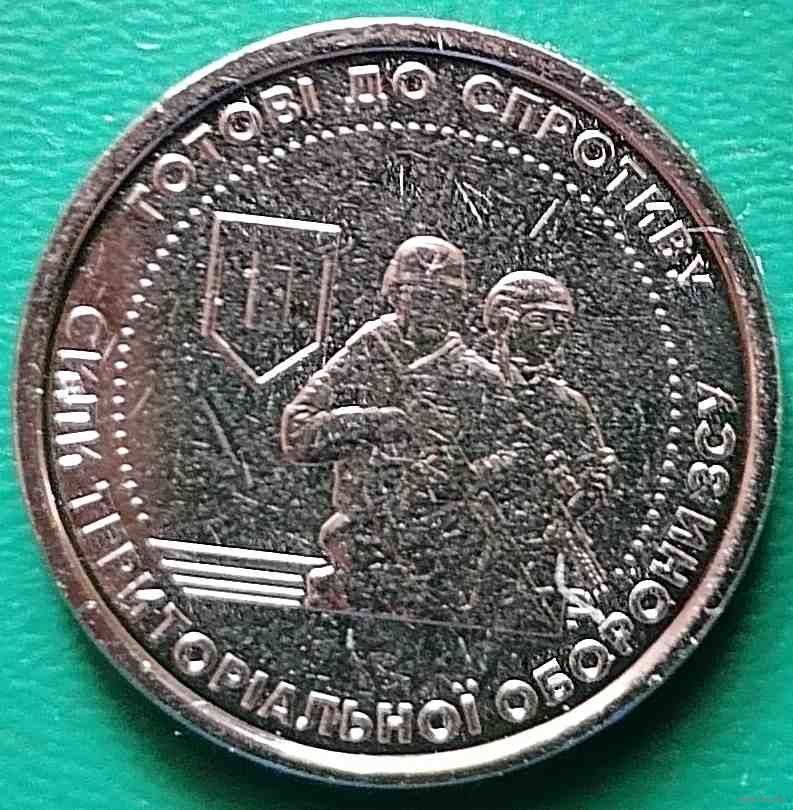 ГОТОВІ ДО СПРОТИВУ
СИЛИ ТЕРИТОРІАЛЬНОЇ ОБОРОНИ ЗСУ